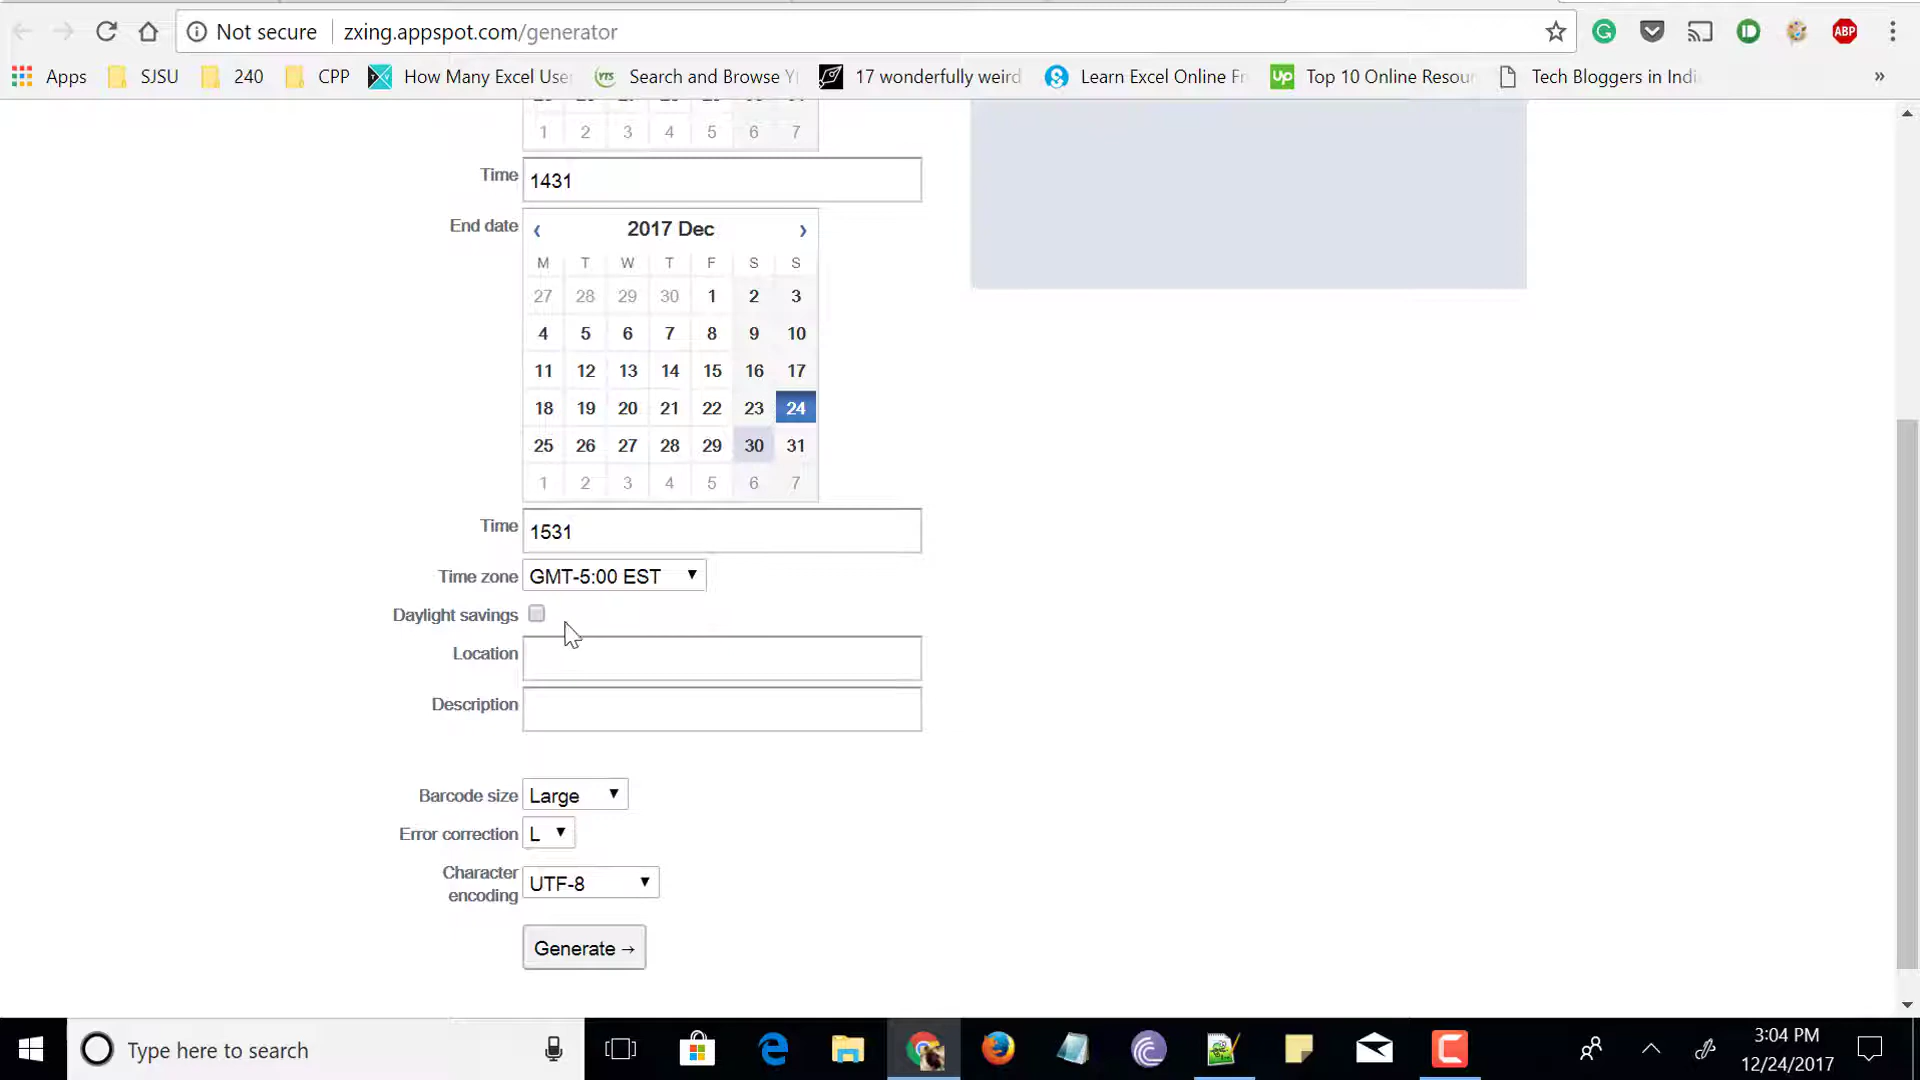 Not secure zxing.appspot.com/generator ABP
Apps SJSU 240 CPP How Many Excel Use YTS Search and Browse Y 17 wonderfully weird Learn Excel Online Fr Up Top 10 Online Resou Tech Bloggers in Indi »
1 2 3 4 5 6 7
Time 1431
End date ‹ 2017 Dec ›
M T W T F S S
27 28 29 30 1 2 3
4 5 6 7 8 9 10
11 12 13 14 15 16 17
18 19 20 21 22 23 24
25 26 27 28 29 30 31
1 2 3 4 5 6 7
Time 1531
Time zone GMT-5:00 EST
Daylight savings
Location
Description
Barcode size Large
Error correction L
Character
encoding UTF-8
Generate →
Type here to search
3:04 PM
12/24/2017